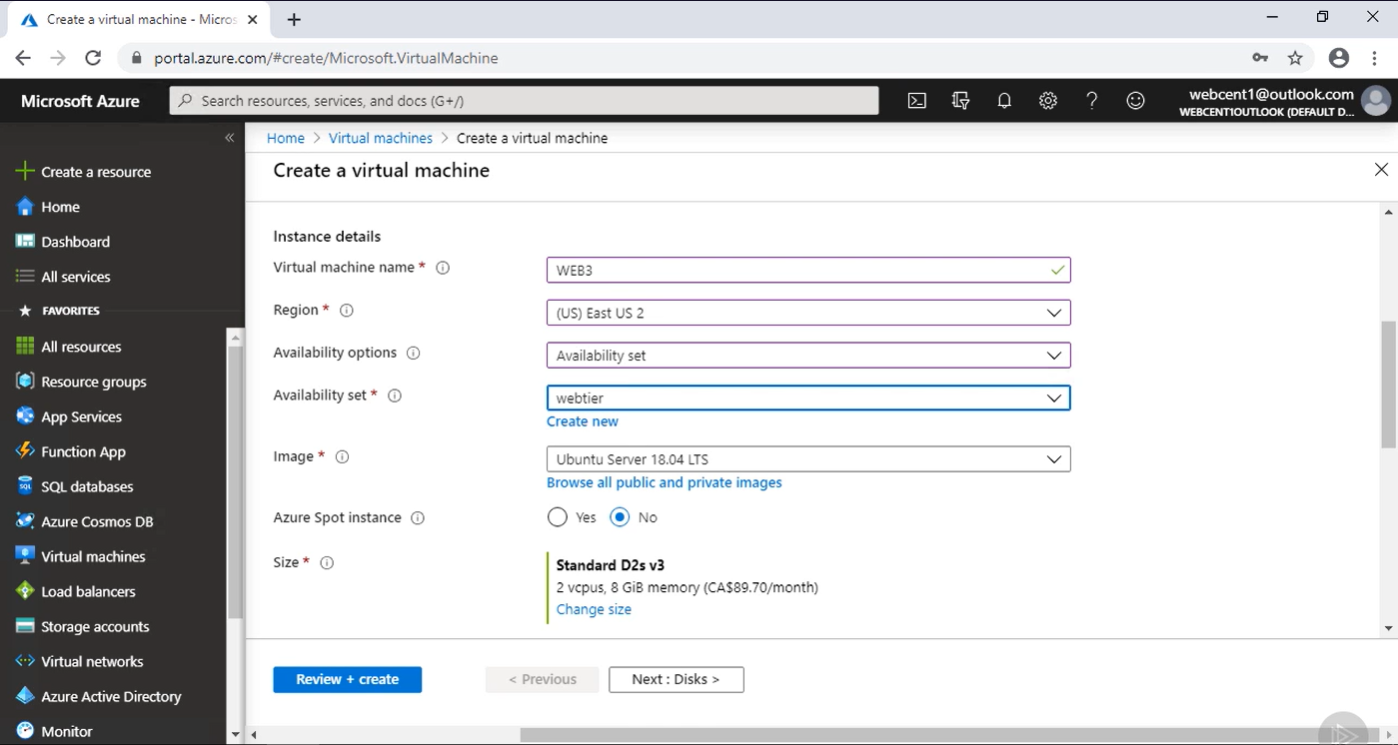 Create a virtual machine - Micros
portal.azure.com/#create/Microsoft.VirtualMachine
Microsoft Azure
Search resources, services, and docs (G+/)
webcent1@outlook.com
WEBCENT1OUTLOOK (DEFAULT D...
Create a resource
Home
Dashboard
All services
FAVORITES
All resources
Resource groups
App Services
Function App
SQL databases
Azure Cosmos DB
Virtual machines
Load balancers
Storage accounts
Virtual networks
Azure Active Directory
Monitor
Home > Virtual machines > Create a virtual machine
Create a virtual machine
Instance details
Virtual machine name *
WEB3
Region *
(US) East US 2
Availability options
Availability set
Availability set *
webtier
Create new
Image *
Ubuntu Server 18.04 LTS
Browse all public and private images
Azure Spot instance
Yes No
Size *
Standard D2s v3
2 vcpus, 8 GiB memory (CA$89.70/month)
Change size
Review + create
< Previous
Next : Disks >